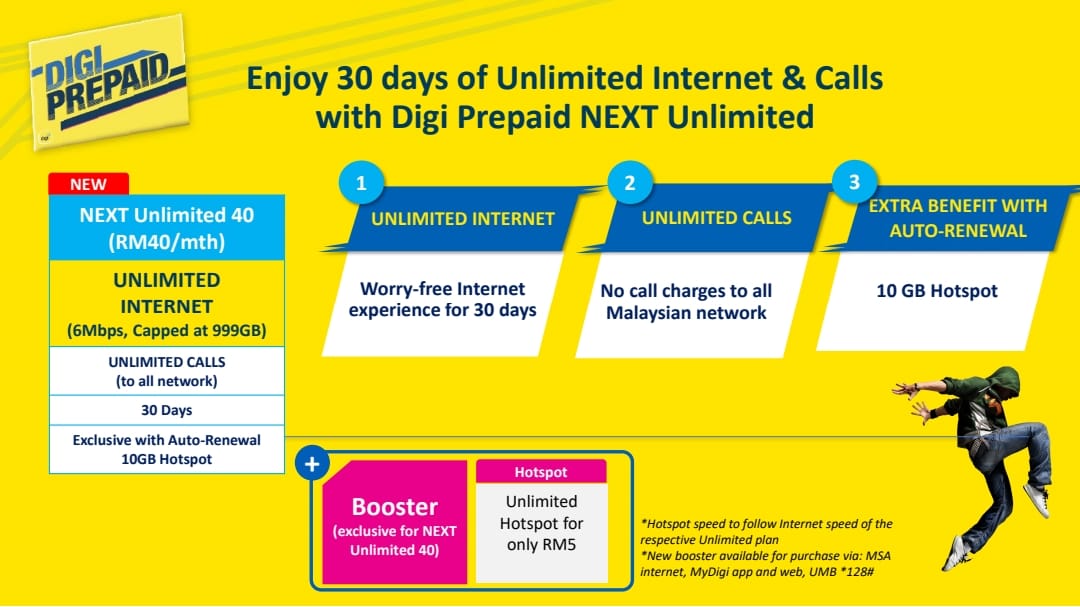 DIGI
PREPAID
Enjoy 30 days of Unlimited Internet & Calls
with Digi Prepaid NEXT Unlimited
NEW
NEXT Unlimited 40
(RM40/mth)
UNLIMITED
INTERNET
(6Mbps, Capped at 999GB)
UNLIMITED CALLS
(to all network)
30 Days
Exclusive with Auto-Renewal
10GB Hotspot
1
UNLIMITED INTERNET
Worry-free Internet
experience for 30 days
2
UNLIMITED CALLS
No call charges to all
Malaysian network
3
EXTRA BENEFIT WITH
AUTO-RENEWAL
10 GB Hotspot
+
Booster
(exclusive for NEXT
Unlimited 40)
Hotspot
Unlimited
Hotspot for
only RM5
*Hotspot speed to follow Internet speed of the
respective Unlimited plan
*New booster available for purchase via: MSA
internet, MyDigi app and web, UMB *128#